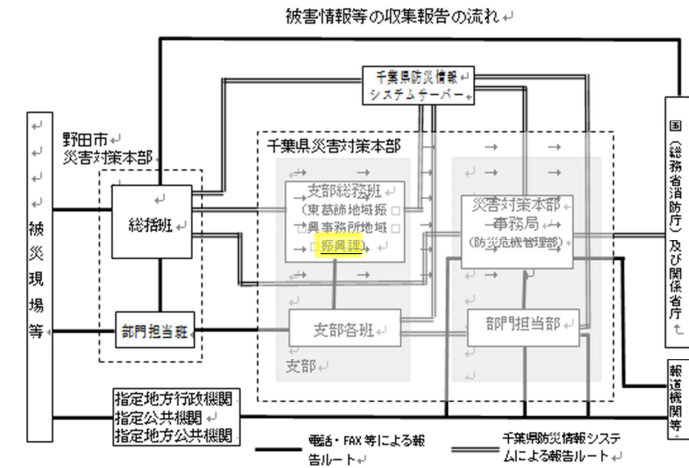 被害情報等の収集報告の流れ
千葉県防災情報
システムサーバー
野田市
災害対策本部
千葉県災害対策本部
国（総務省消防庁）及び関係省庁
被災現場等
総括班
支部総務班
（東葛飾地域振
興事務所地域
振興課）
災害対策本部
事務局
（防災危機管理部）
部門担当班
支部各班
部門担当部
支部
報道機関等
指定地方行政機関
指定公共機関
指定地方公共機関
電話・FAX等による報
告ルート
千葉県防災情報システ
ムによる報告ルート